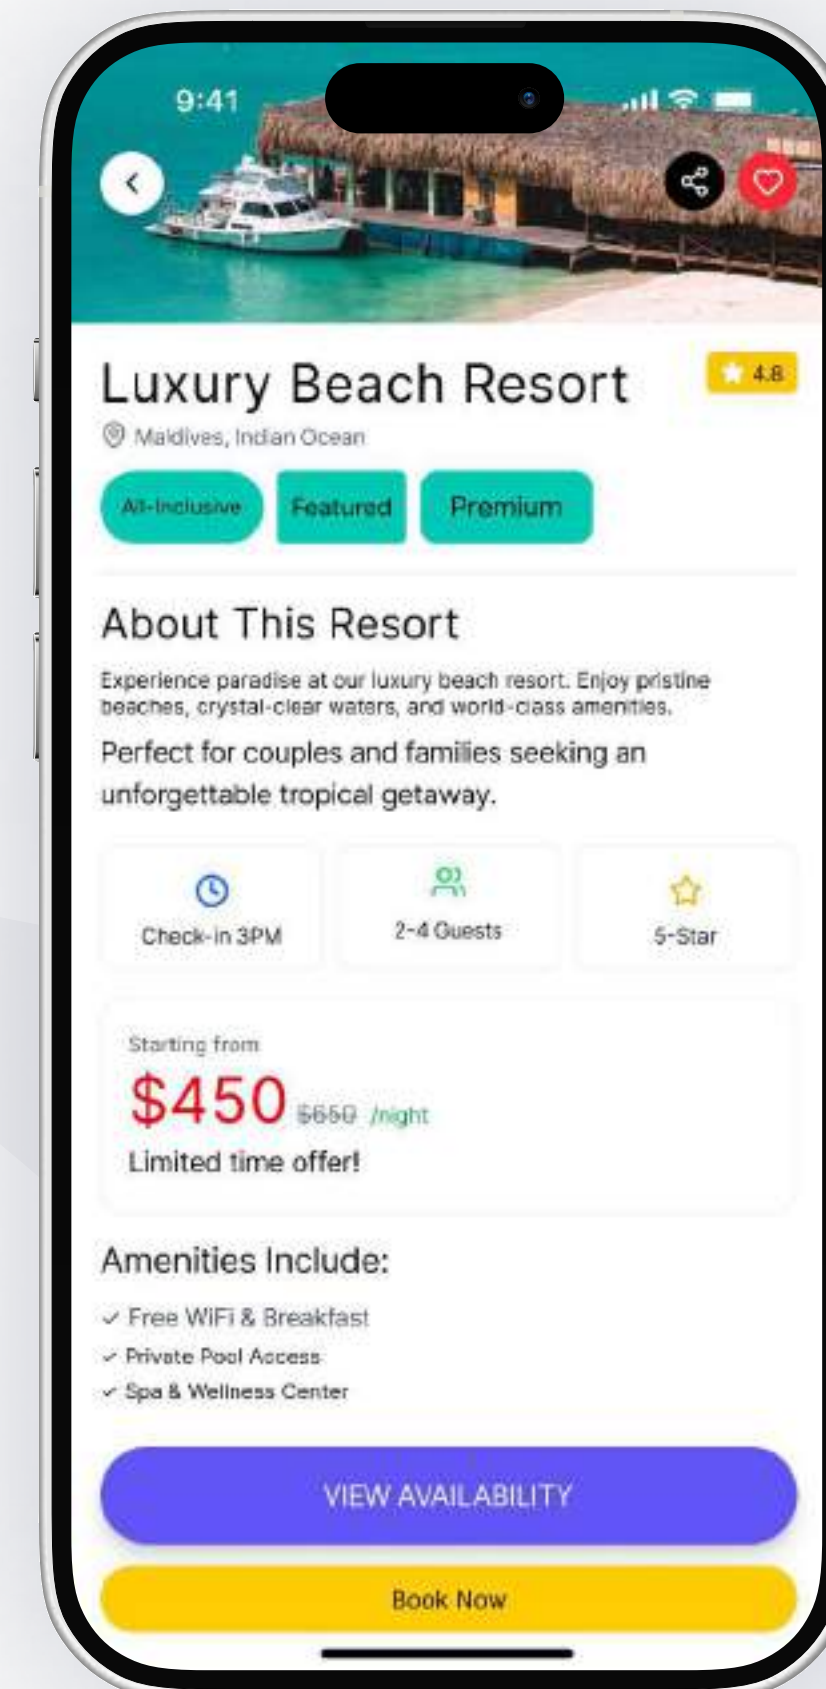 9:41
Luxury Beach Resort
4.8
Maldives, Indian Ocean
All-Inclusive
Featured
Premium
About This Resort
Experience paradise at our luxury beach resort. Enjoy pristine
beaches, crystal-clear waters, and world-class amenities.
Perfect for couples and families seeking an
unforgettable tropical getaway.
Check-in 3PM
2-4 Guests
5-Star
Starting from
$450 $650 /night
Limited time offer!
Amenities Include:
✓ Free WiFi & Breakfast
✓ Private Pool Access
✓ Spa & Wellness Center
VIEW AVAILABILITY
Book Now